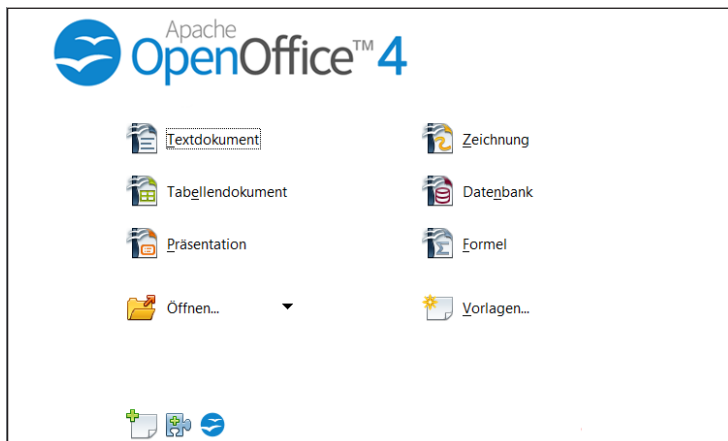 Apache
OpenOffice™ 4
Textdokument
Zeichnung
Tabellendokument
Datenbank
Präsentation
Formel
Öffnen...
Vorlagen...